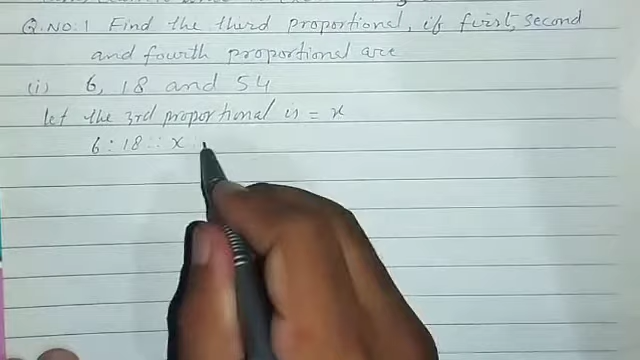 Q.NO:1 Find the third proportional, if first, second
and fourth proportional are
(i) 6, 18 and 54
let the 3rd proportional is = x
6 : 18 :: x :